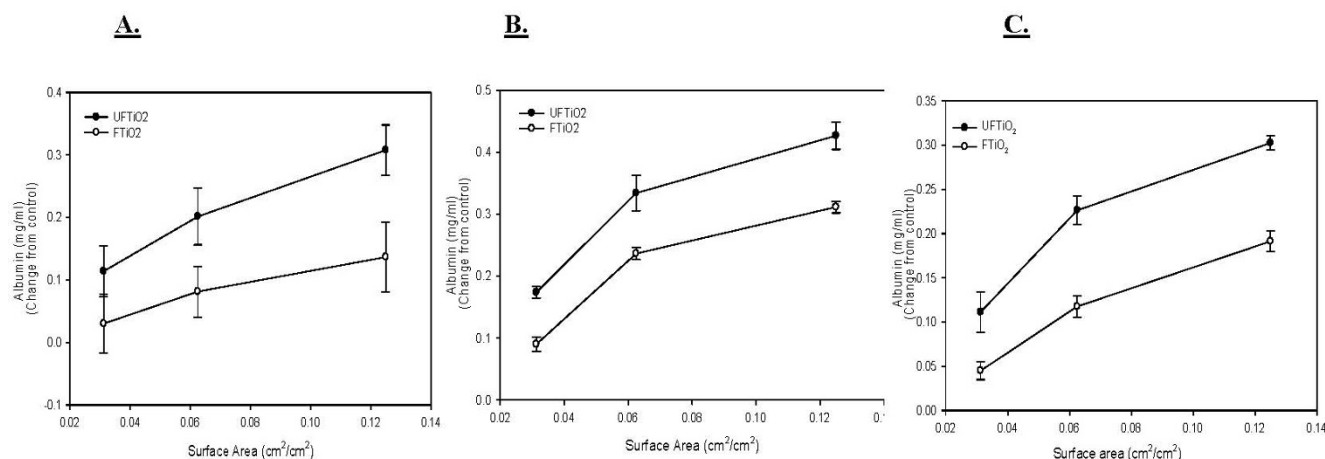 A.
B.
C.
0.4
0.3
0.2
0.1
0.0
-0.1
Albumin (mg/ml)
(Change from control)
UFTiO2
FTiO2
0.02 0.04 0.06 0.08 0.10 0.12 0.14
Surface Area (cm²/cm²)
0.5
0.4
0.3
0.2
0.1
0.0
Albumin (mg/ml)
(Change from control)
UFTiO2
FTiO2
0.02 0.04 0.06 0.08 0.10 0.12
Surface Area (cm²/cm²)
0.35
0.30
0.25
0.20
0.15
0.10
0.05
0.00
Albumin (mg/ml)
(Change from control)
UFTiO₂
FTiO₂
0.02 0.04 0.06 0.08 0.10 0.12 0.14
Surface area (cm²/cm²)